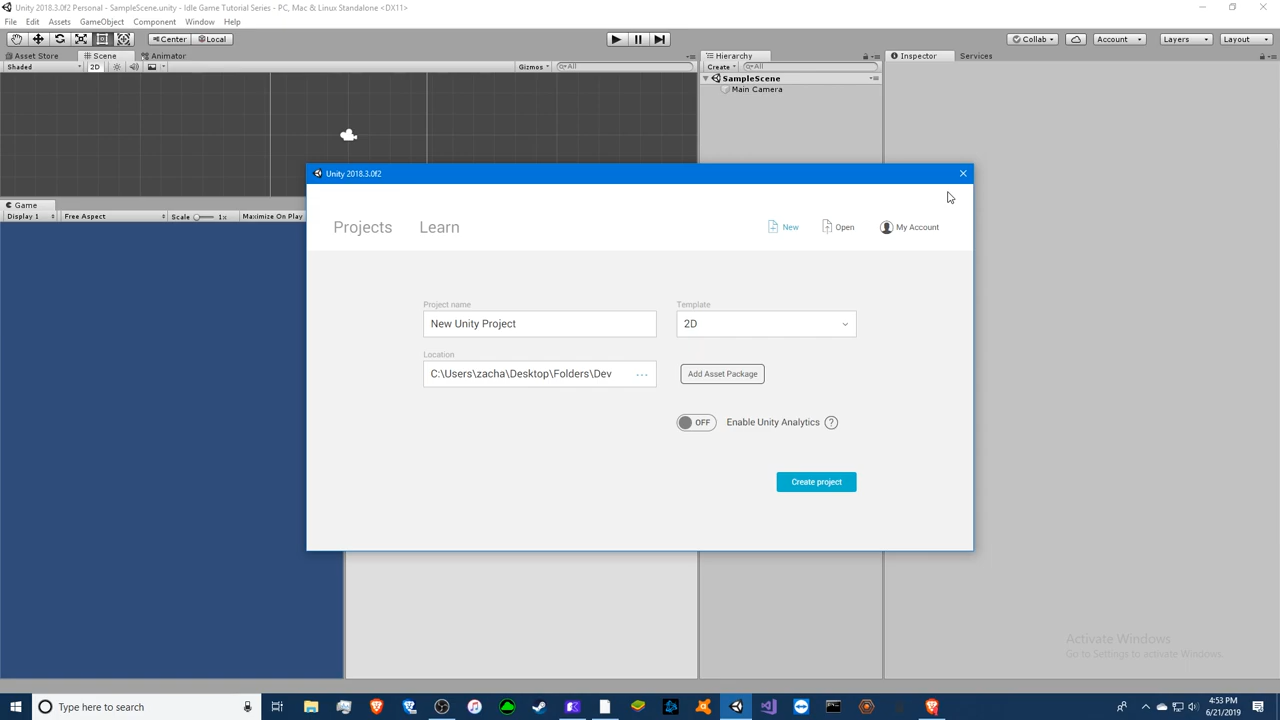 Unity 2018.3.0f2 Personal - SampleScene.unity - Idle Game Tutorial Series - PC, Mac & Linux Standalone <DX11>
File Edit Assets GameObject Component Window Help
Center Local Collab Account Layers Layout
Asset Store Scene Animator Hierarchy Inspector Services
Shaded 2D Gizmos All Create All
SampleScene
Main Camera
Unity 2018.3.0f2
Game
Display 1 Free Aspect Scale 1x Maximize On Play
Projects Learn New Open My Account
Project name Template
New Unity Project 2D
Location
C:\Users\zacha\Desktop\Folders\Dev ... Add Asset Package
OFF Enable Unity Analytics ?
Create project
Activate Windows
Go to Settings to activate Windows.
Type here to search
4:53 PM
6/21/2019